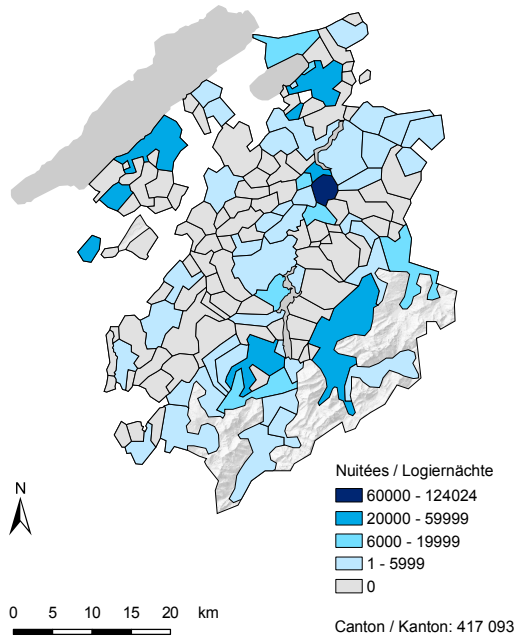 Nuitées / Logiernächte
60000 - 124024
20000 - 59999
6000 - 19999
1 - 5999
0
N
0 5 10 15 20 km
Canton / Kanton: 417 093